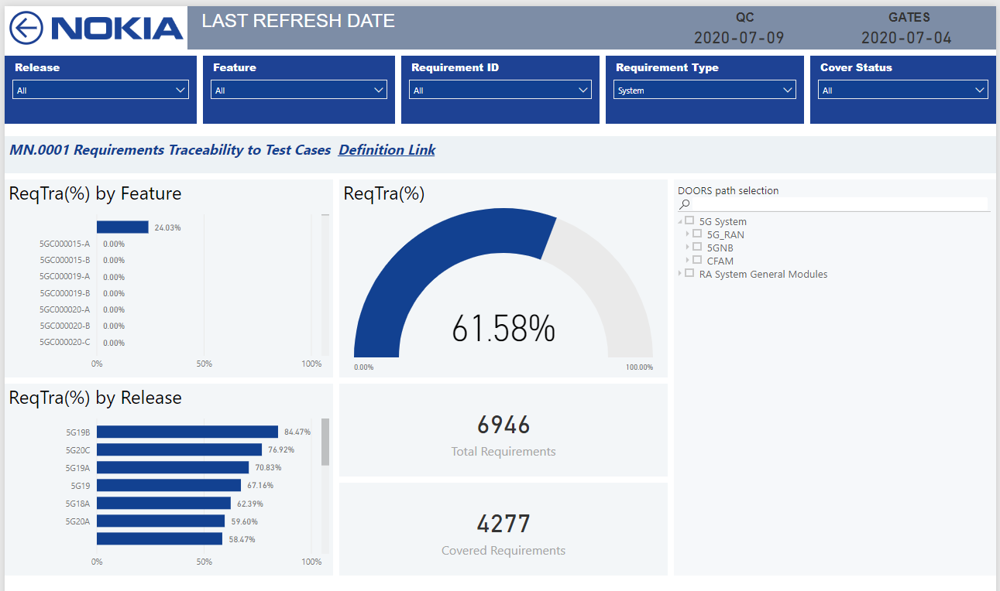 NOKIA
LAST REFRESH DATE
QC
2020-07-09
GATES
2020-07-04
Release
All
Feature
All
Requirement ID
All
Requirement Type
System
Cover Status
All
MN.0001 Requirements Traceability to Test Cases Definition Link
ReqTra(%) by Feature
24.03%
5GC000015-A 0.00%
5GC000015-B 0.00%
5GC000019-A 0.00%
5GC000019-B 0.00%
5GC000020-A 0.00%
5GC000020-B 0.00%
5GC000020-C 0.00%
0% 50% 100%
ReqTra(%)
61.58%
0.00% 100.00%
DOORS path selection
5G System
5G_RAN
5GNB
CFAM
RA System General Modules
ReqTra(%) by Release
5G19B 84.47%
5G20C 76.92%
5G19A 70.83%
5G19 67.16%
5G18A 62.39%
5G20A 59.60%
58.47%
0% 50% 100%
6946
Total Requirements
4277
Covered Requirements